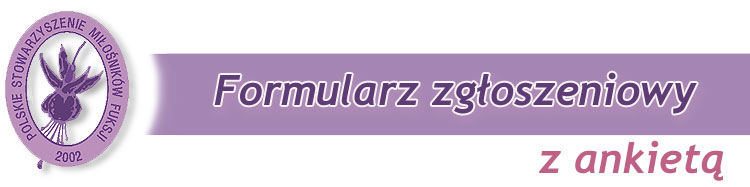 POLSKIE STOWARZYSZENIE MIŁOŚNIKÓW FUKSJI
2002
Formularz zgłoszeniowy
z ankietą